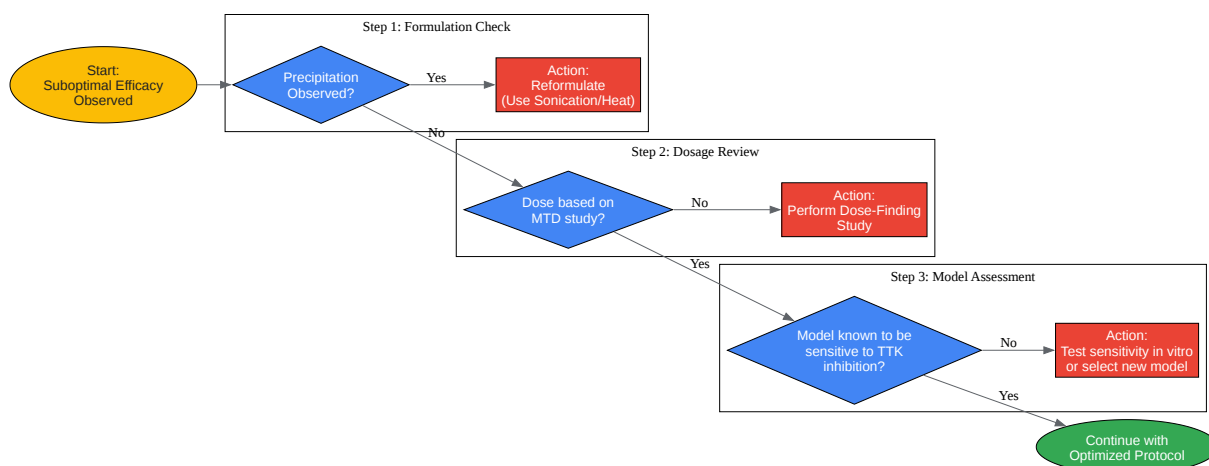 Step 1: Formulation Check
Start:
Suboptimal Efficacy
Observed
Precipitation
Observed?
Yes
Action:
Reformulate
(Use Sonication/Heat)
No
Step 2: Dosage Review
Dose based on
MTD study?
No
Action:
Perform Dose-Finding
Study
Yes
Step 3: Model Assessment
Model known to be
sensitive to TTK
inhibition?
No
Action:
Test sensitivity in vitro
or select new model
Yes
Continue with
Optimized Protocol